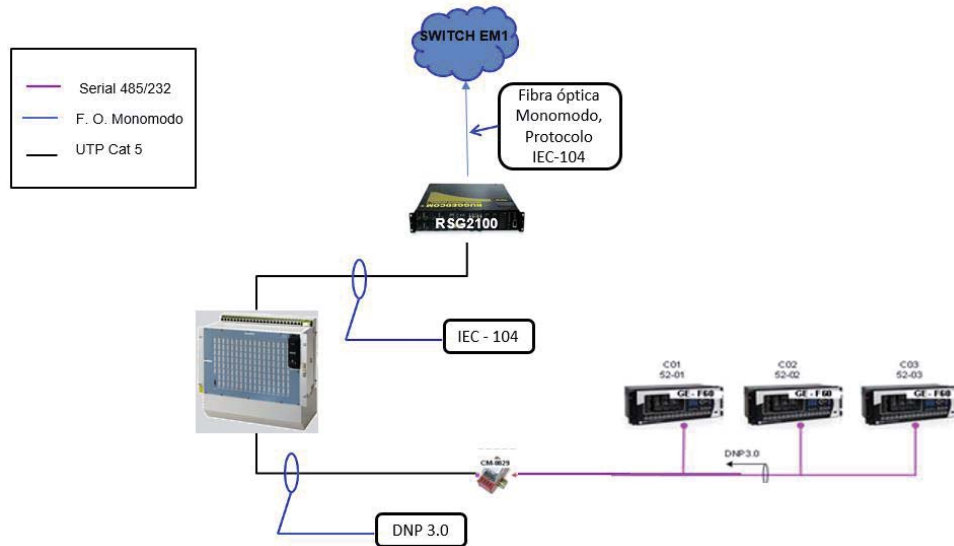 SWITCH EM1
Serial 485/232
F. O. Monomodo
UTP Cat 5
Fibra óptica
Monomodo,
Protocolo
IEC-104
RUGGEDCOM
RSG2100
IEC - 104
C01
52-01
C02
52-02
C03
52-03
GE - F60
GE - F60
GE - F60
DNP3.0
CM-0829
DNP 3.0